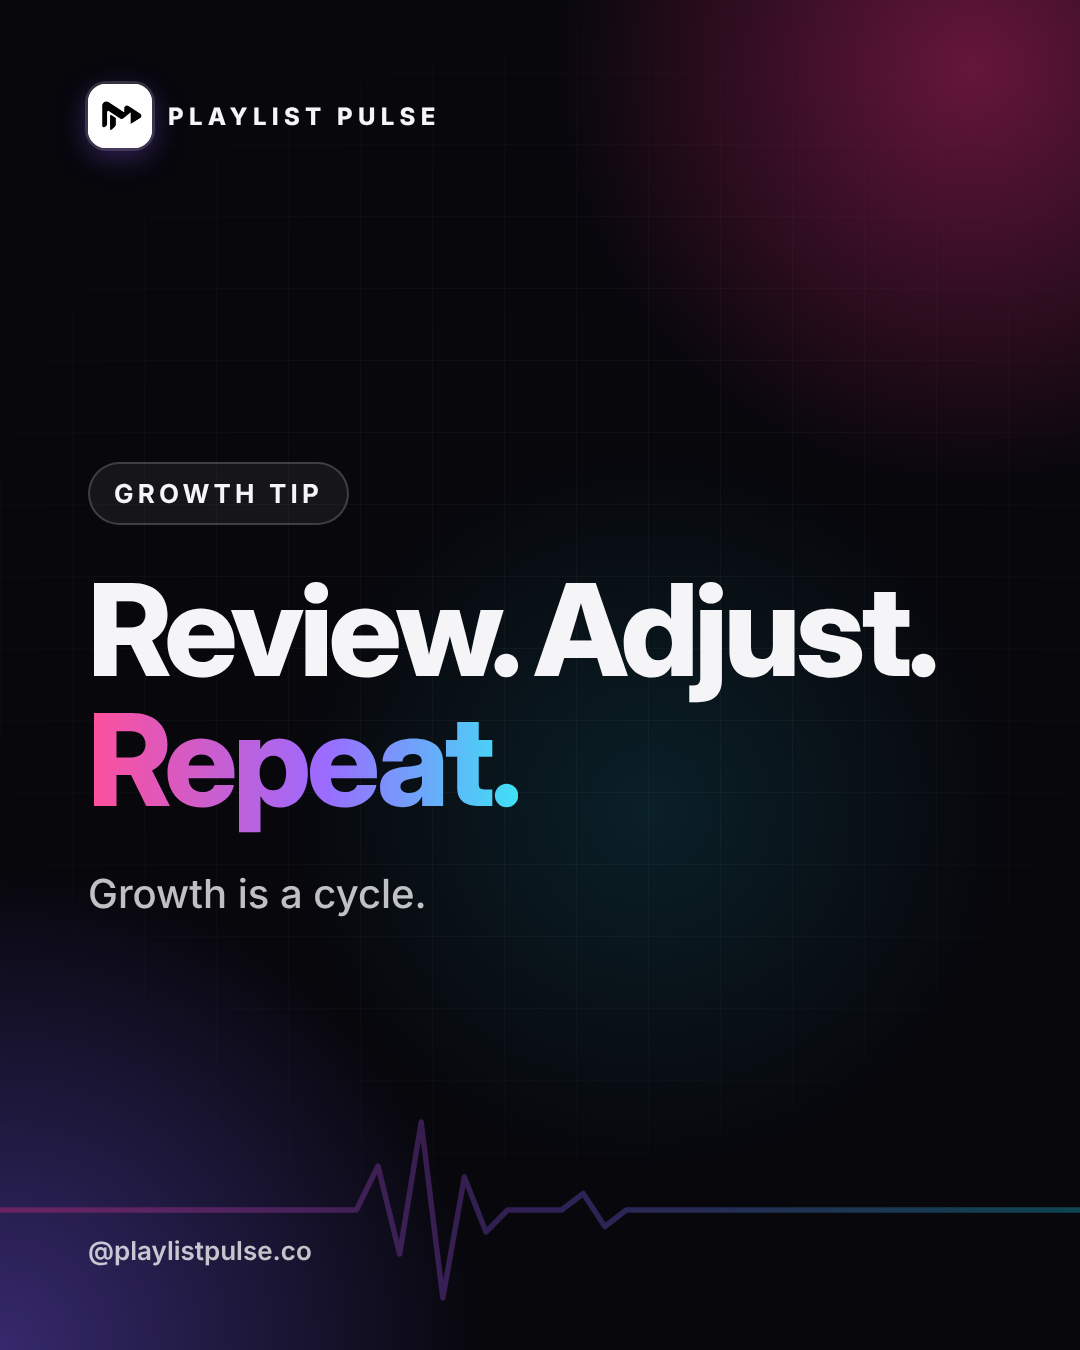 PLAYLIST PULSE
GROWTH TIP
Review. Adjust.
Repeat.
Growth is a cycle.
@playlistpulse.co